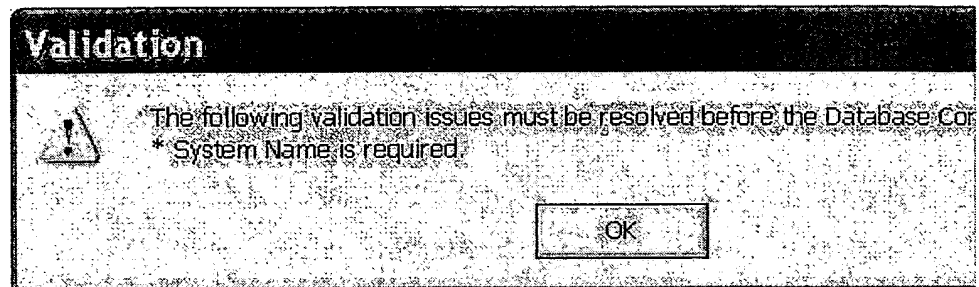 Validation
The following validation issues must be resolved before the Database Cor
* System Name is required.
OK